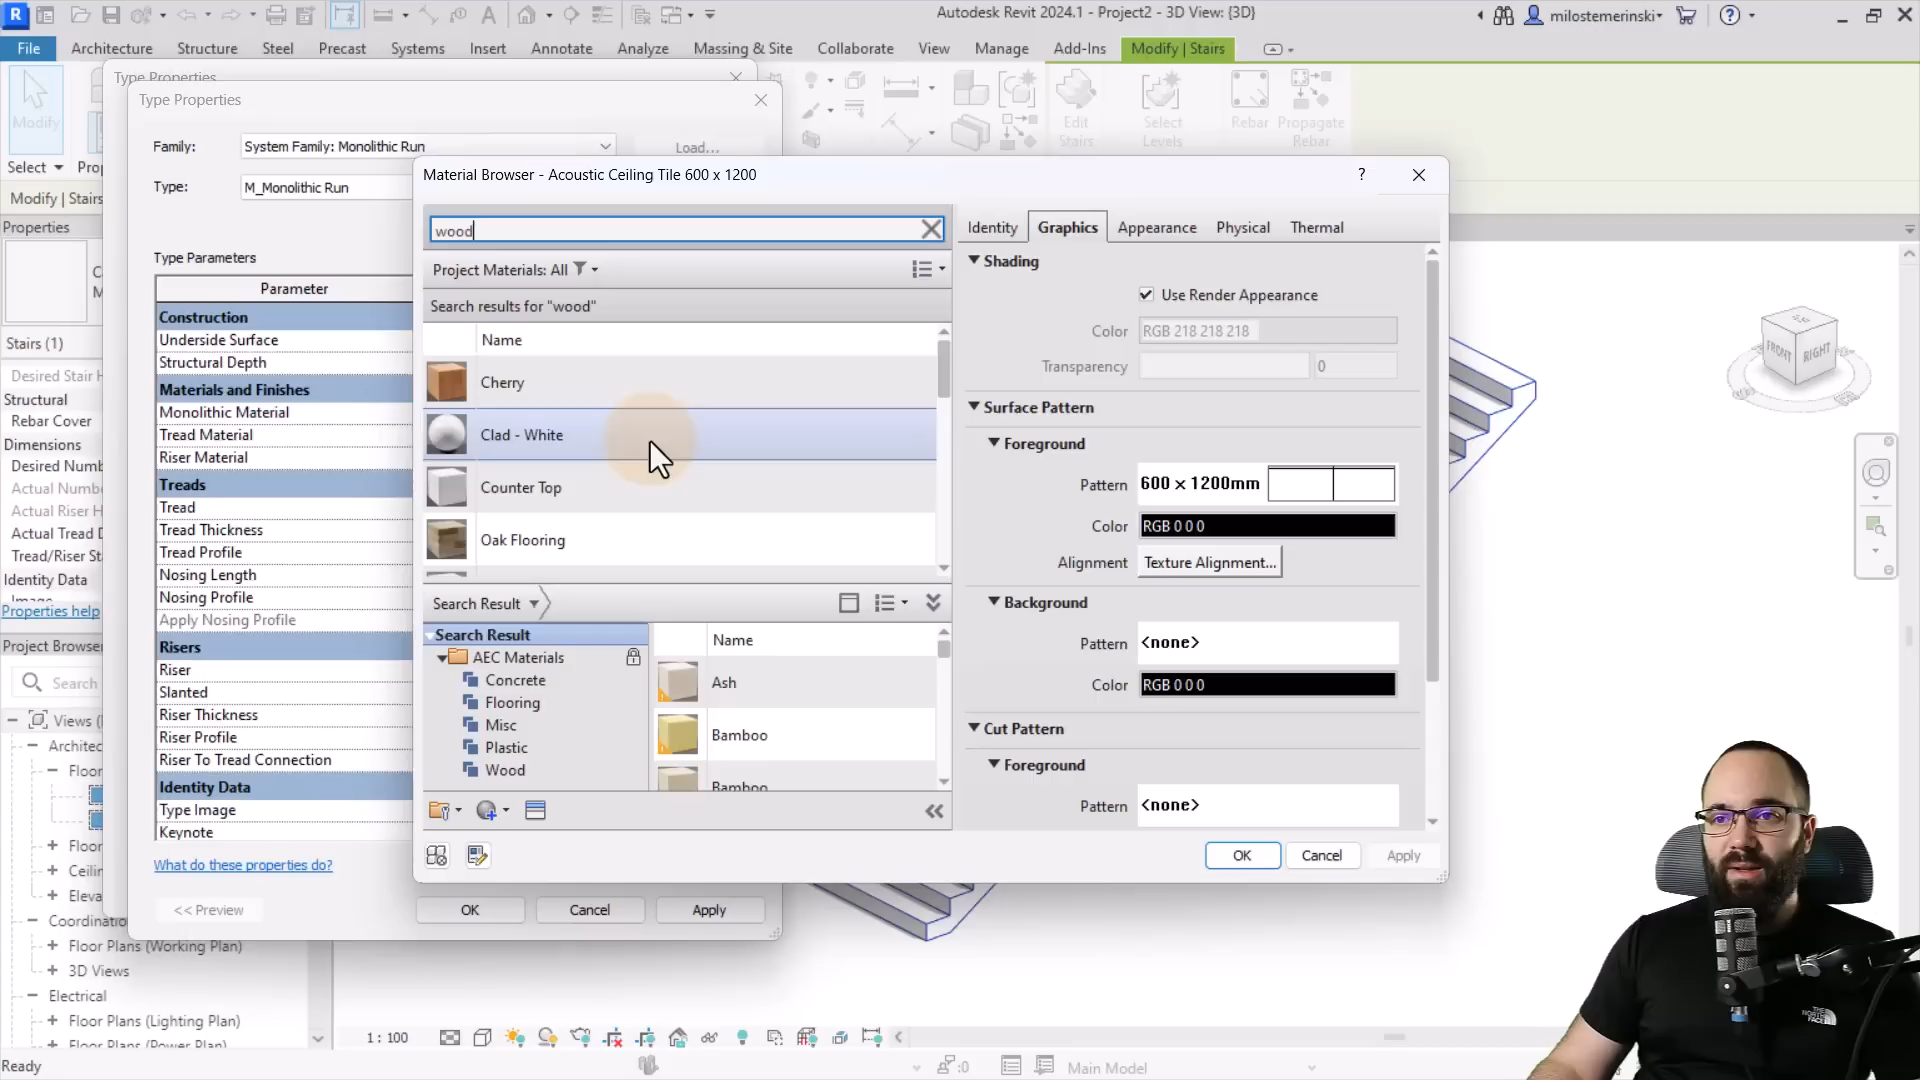 Autodesk Revit 2024.1 - Project2 - 3D View: {3D}
milostemerinski
File
Architecture
Structure
Steel
Precast
Systems
Insert
Annotate
Analyze
Massing & Site
Collaborate
View
Manage
Add-Ins
Modify | Stairs
Modify
Select
Edit Stairs
Select Levels
Rebar
Propagate Rebar
Modify | Stairs
Properties
Stairs (1)
Desired Stair H
Structural
Rebar Cover
Dimensions
Desired Numb
Actual Numbe
Actual Riser H
Actual Tread D
Tread/Riser Sta
Identity Data
Properties help
Project Browser
Search
Views (
Architec
Floor
Floor
Ceilin
Eleva
Coordinatio
Floor Plans (Working Plan)
3D Views
Electrical
Floor Plans (Lighting Plan)
Floor Plans (Power Plan)
Ready
Type Properties
Type Properties
Family:
System Family: Monolithic Run
Load...
Type:
M_Monolithic Run
Type Parameters
Parameter
Construction
Underside Surface
Structural Depth
Materials and Finishes
Monolithic Material
Tread Material
Riser Material
Treads
Tread
Tread Thickness
Tread Profile
Nosing Length
Nosing Profile
Apply Nosing Profile
Risers
Riser
Slanted
Riser Thickness
Riser Profile
Riser To Tread Connection
Identity Data
Type Image
Keynote
What do these properties do?
<< Preview
OK
Cancel
Apply
Material Browser - Acoustic Ceiling Tile 600 x 1200
?
wood
Project Materials: All
Search results for "wood"
Name
Cherry
Clad - White
Counter Top
Oak Flooring
Search Result
Search Result
AEC Materials
Concrete
Flooring
Misc
Plastic
Wood
Name
Ash
Bamboo
Bamboo
Identity
Graphics
Appearance
Physical
Thermal
Shading
Use Render Appearance
Color RGB 218 218 218
Transparency 0
Surface Pattern
Foreground
Pattern 600 x 1200mm
Color RGB 0 0 0
Alignment Texture Alignment...
Background
Pattern <none>
Color RGB 0 0 0
Cut Pattern
Foreground
Pattern <none>
OK
Cancel
Apply
FRONT
RIGHT
1 : 100
:0
Main Model
THE NORTH FACE